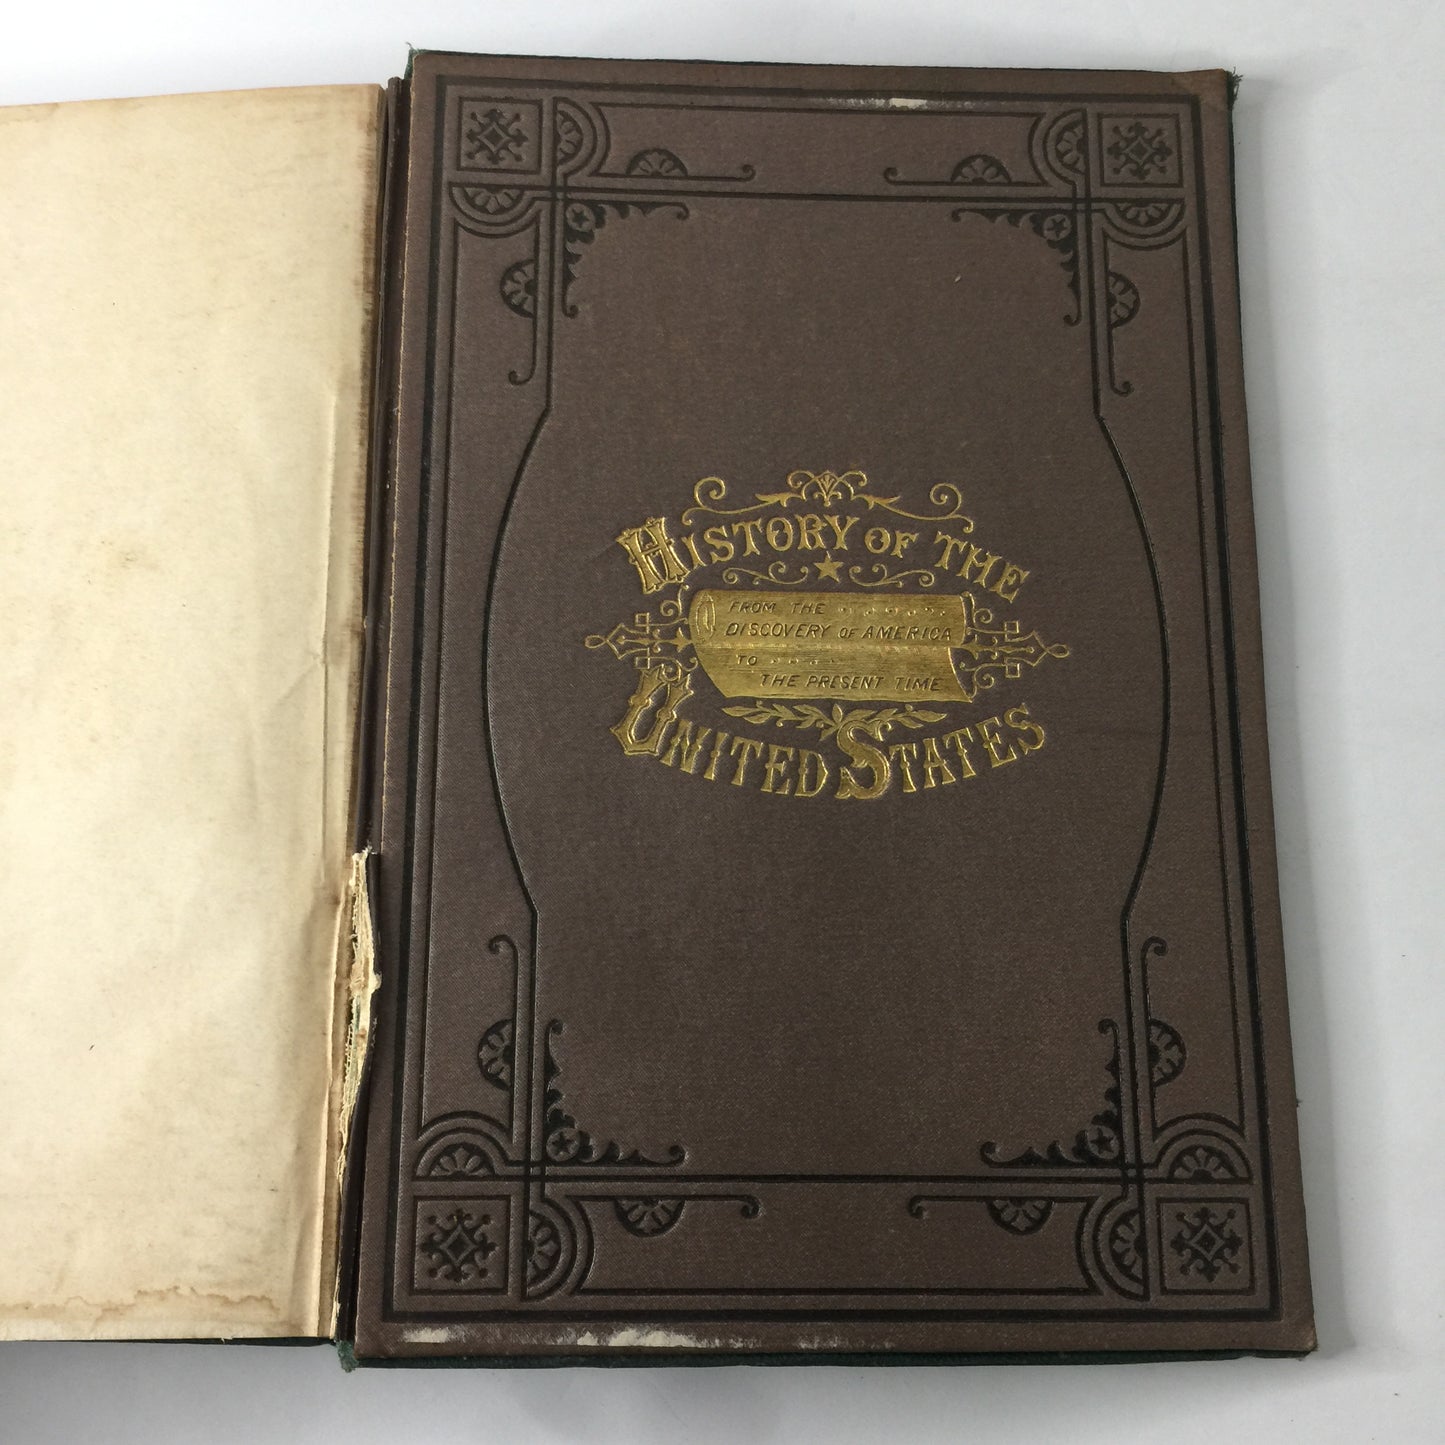 HISTORY OF THE
FROM THE
DISCOVERY OF AMERICA
TO
THE PRESENT TIME
UNITED STATES